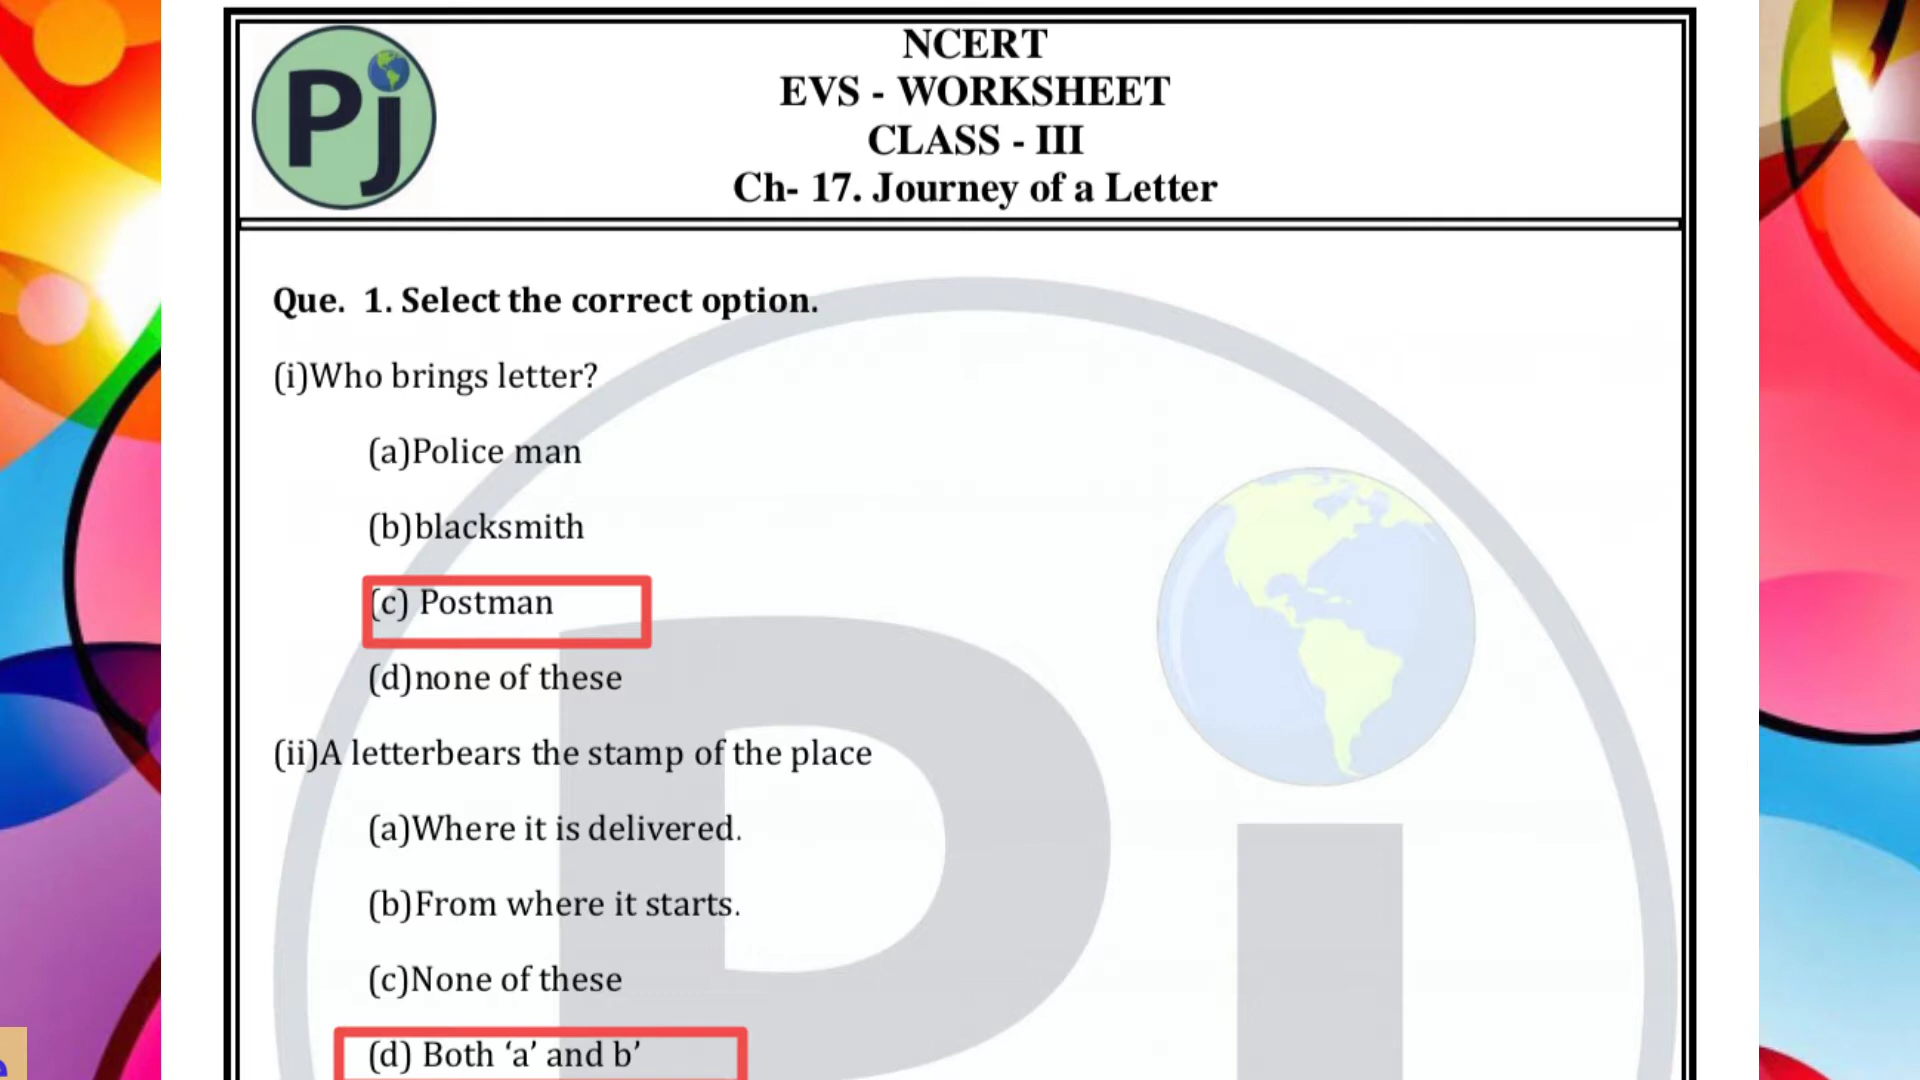 Pj
NCERT
EVS - WORKSHEET
CLASS - III
Ch- 17. Journey of a Letter
Que. 1. Select the correct option.
(i)Who brings letter?
(a)Police man
(b)blacksmith
(c) Postman
(d)none of these
(ii)A letterbears the stamp of the place
(a)Where it is delivered.
(b)From where it starts.
(c)None of these
(d) Both ‘a’ and b’
Pj